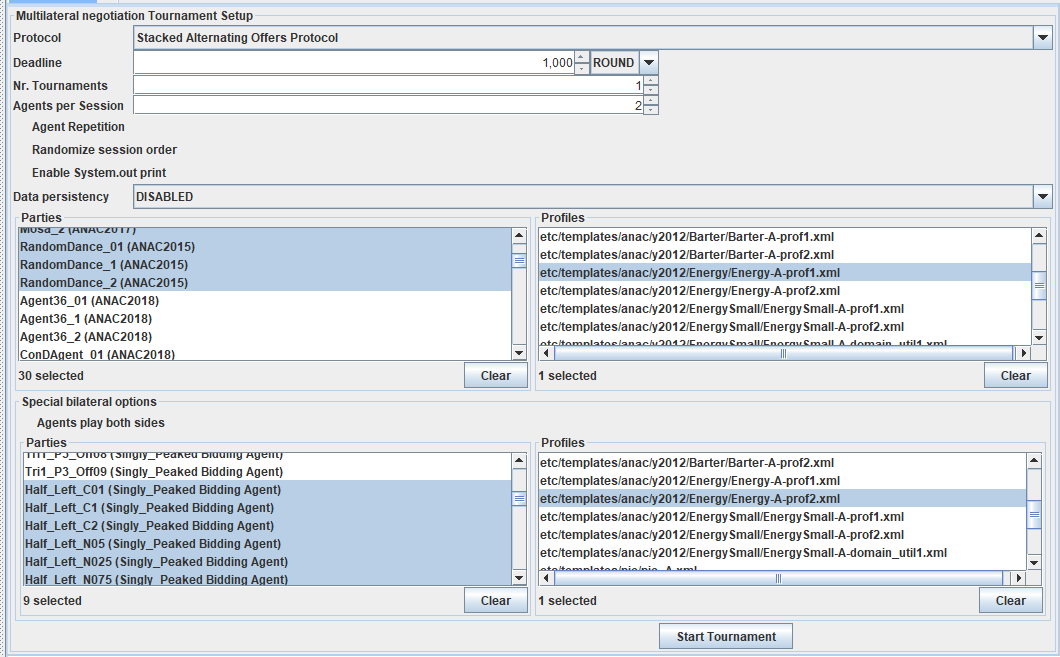 Multilateral negotiation Tournament Setup
Protocol Stacked Alternating Offers Protocol
Deadline 1,000 ROUND
Nr. Tournaments 1
Agents per Session 2
Agent Repetition
Randomize session order
Enable System.out print
Data persistency DISABLED
Parties
Mosa_2 (ANAC2017)
RandomDance_01 (ANAC2015)
RandomDance_1 (ANAC2015)
RandomDance_2 (ANAC2015)
Agent36_01 (ANAC2018)
Agent36_1 (ANAC2018)
Agent36_2 (ANAC2018)
ConDAgent_01 (ANAC2018)
30 selected
Clear
Profiles
etc/templates/anac/y2012/Barter/Barter-A-prof1.xml
etc/templates/anac/y2012/Barter/Barter-A-prof2.xml
etc/templates/anac/y2012/Energy/Energy-A-prof1.xml
etc/templates/anac/y2012/Energy/Energy-A-prof2.xml
etc/templates/anac/y2012/EnergySmall/EnergySmall-A-prof1.xml
etc/templates/anac/y2012/EnergySmall/EnergySmall-A-prof2.xml
etc/templates/anac/y2012/EnergySmall/EnergySmall-A-domain_util1.xml
1 selected
Clear
Special bilateral options
Agents play both sides
Parties
Tri1_P3_Off08 (Singly_Peaked Bidding Agent)
Tri1_P3_Off09 (Singly_Peaked Bidding Agent)
Half_Left_C01 (Singly_Peaked Bidding Agent)
Half_Left_C1 (Singly_Peaked Bidding Agent)
Half_Left_C2 (Singly_Peaked Bidding Agent)
Half_Left_N05 (Singly_Peaked Bidding Agent)
Half_Left_N025 (Singly_Peaked Bidding Agent)
Half_Left_N075 (Singly_Peaked Bidding Agent)
9 selected
Clear
Profiles
etc/templates/anac/y2012/Barter/Barter-A-prof2.xml
etc/templates/anac/y2012/Energy/Energy-A-prof1.xml
etc/templates/anac/y2012/Energy/Energy-A-prof2.xml
etc/templates/anac/y2012/EnergySmall/EnergySmall-A-prof1.xml
etc/templates/anac/y2012/EnergySmall/EnergySmall-A-prof2.xml
etc/templates/anac/y2012/EnergySmall/EnergySmall-A-domain_util1.xml
1 selected
Clear
Start Tournament